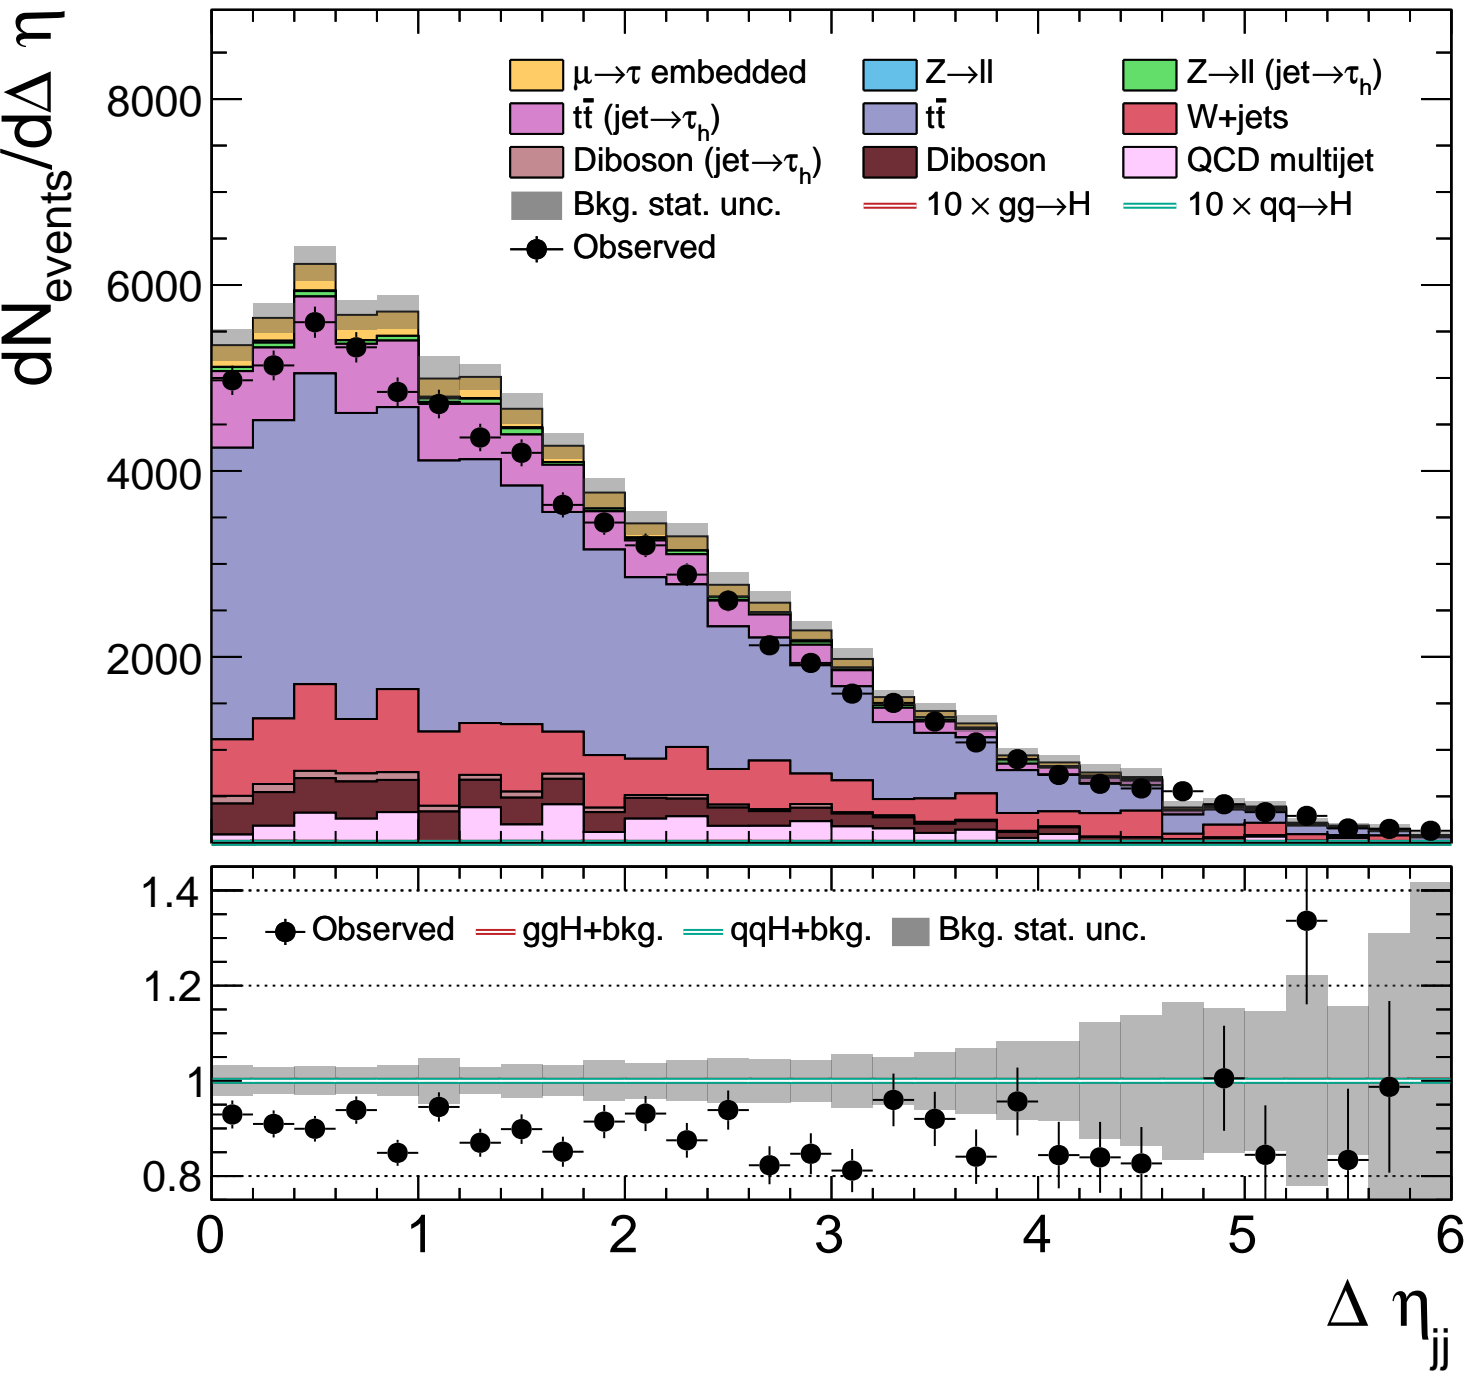 dN_events/dΔ η
8000
6000
4000
2000
μ→τ embedded Z→ll Z→ll (jet→τ_h)
tt̄ (jet→τ_h) tt̄ W+jets
Diboson (jet→τ_h) Diboson QCD multijet
Bkg. stat. unc. 10 × gg→H 10 × qq→H
Observed
1.4
1.2
1
0.8
Observed ggH+bkg. qqH+bkg. Bkg. stat. unc.
0 1 2 3 4 5 6
Δ η_jj